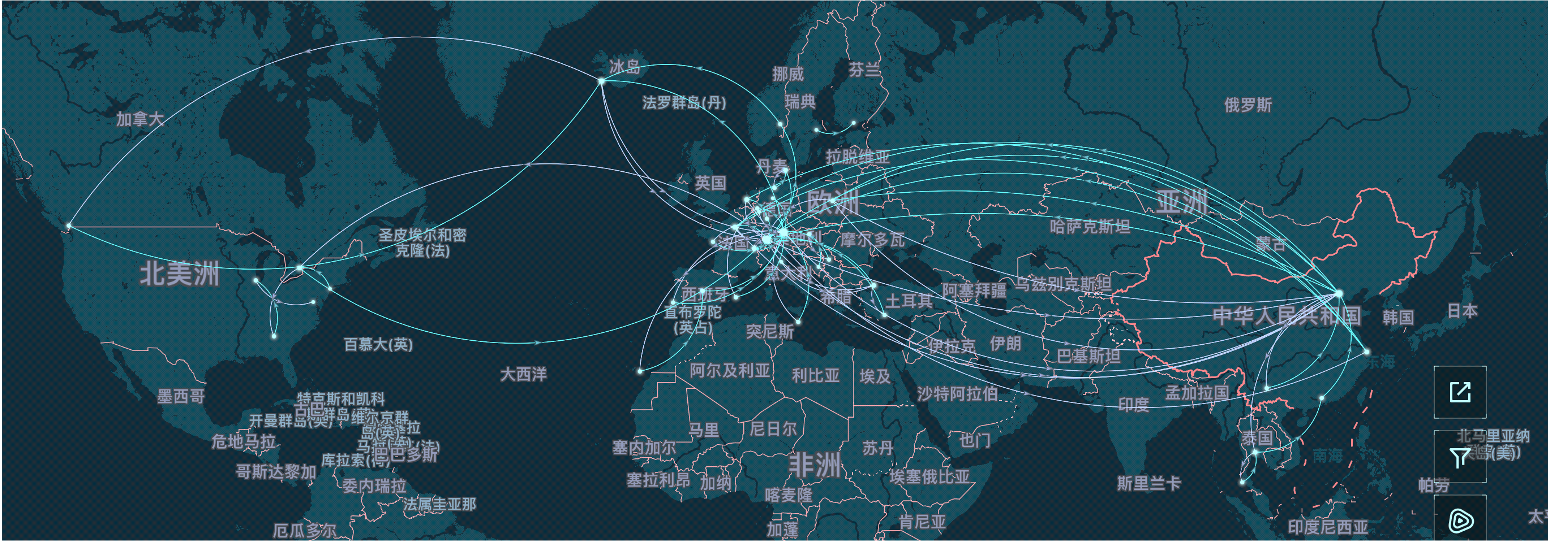 冰岛
挪威
芬兰
法罗群岛(丹)
瑞典
俄罗斯
加拿大
拉脱维亚
丹麦
英国
欧洲
亚洲
哈萨克斯坦
圣皮埃尔和密
克隆(法)
法国
摩尔多瓦
蒙古
北美洲
意大利
西班牙
希腊
土耳其
阿塞拜疆
乌兹别克斯坦
直布罗陀
(英占)
中华人民共和国
韩国
日本
突尼斯
百慕大(英)
伊拉克
伊朗
巴基斯坦
东海
大西洋
阿尔及利亚
利比亚
埃及
沙特阿拉伯
墨西哥
孟加拉国
印度
特克斯和凯科
开曼群岛(英)
危地马拉
马里
尼日尔
塞内加尔
苏丹
也门
泰国
北马里亚纳
南海
巴巴多斯
库拉索(荷)
哥斯达黎加
委内瑞拉
非洲
塞拉利昂
加纳
喀麦隆
埃塞俄比亚
斯里兰卡
帕劳
法属圭亚那
厄瓜多尔
加蓬
肯尼亚
印度尼西亚